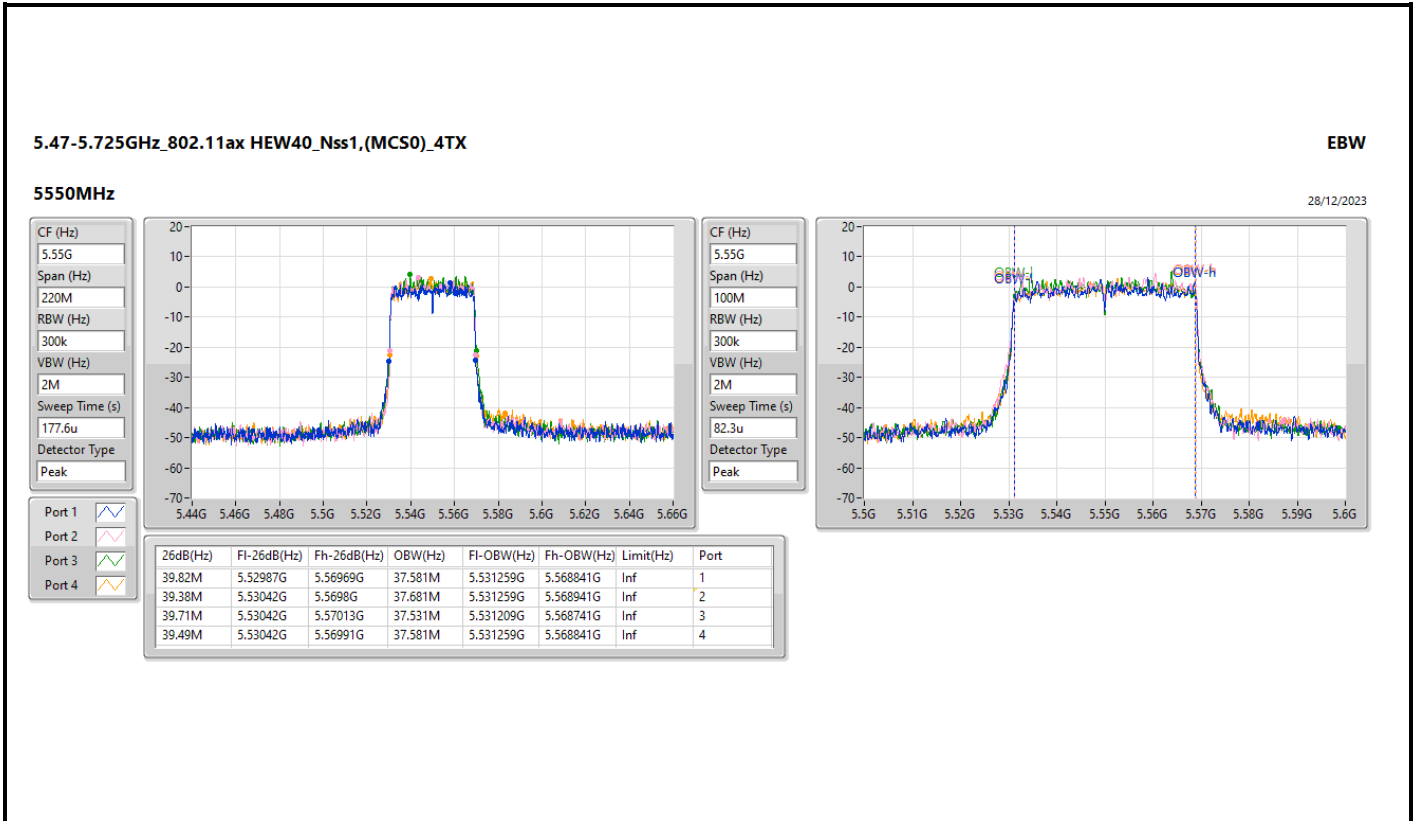 5.47-5.725GHz_802.11ax HEW40_Nss1,(MCS0)_4TX EBW
5550MHz
28/12/2023
CF (Hz)
5.55G
Span (Hz)
220M
RBW (Hz)
300k
VBW (Hz)
2M
Sweep Time (s)
177.6u
Detector Type
Peak
20
10
0
-10
-20
-30
-40
-50
-60
-70
5.44G 5.46G 5.48G 5.5G 5.52G 5.54G 5.56G 5.58G 5.6G 5.62G 5.64G 5.66G
CF (Hz)
5.55G
Span (Hz)
100M
RBW (Hz)
300k
VBW (Hz)
2M
Sweep Time (s)
82.3u
Detector Type
Peak
20
10
0
-10
-20
-30
-40
-50
-60
-70
OBW-h
5.5G 5.51G 5.52G 5.53G 5.54G 5.55G 5.56G 5.57G 5.58G 5.59G 5.6G
Port 1
Port 2
Port 3
Port 4
26dB(Hz) Fl-26dB(Hz) Fh-26dB(Hz) OBW(Hz) Fl-OBW(Hz) Fh-OBW(Hz) Limit(Hz) Port
39.82M 5.52987G 5.56969G 37.581M 5.531259G 5.568841G Inf 1
39.38M 5.53042G 5.5698G 37.681M 5.531259G 5.568941G Inf 2
39.71M 5.53042G 5.57013G 37.531M 5.531209G 5.568741G Inf 3
39.49M 5.53042G 5.56991G 37.581M 5.531259G 5.568841G Inf 4